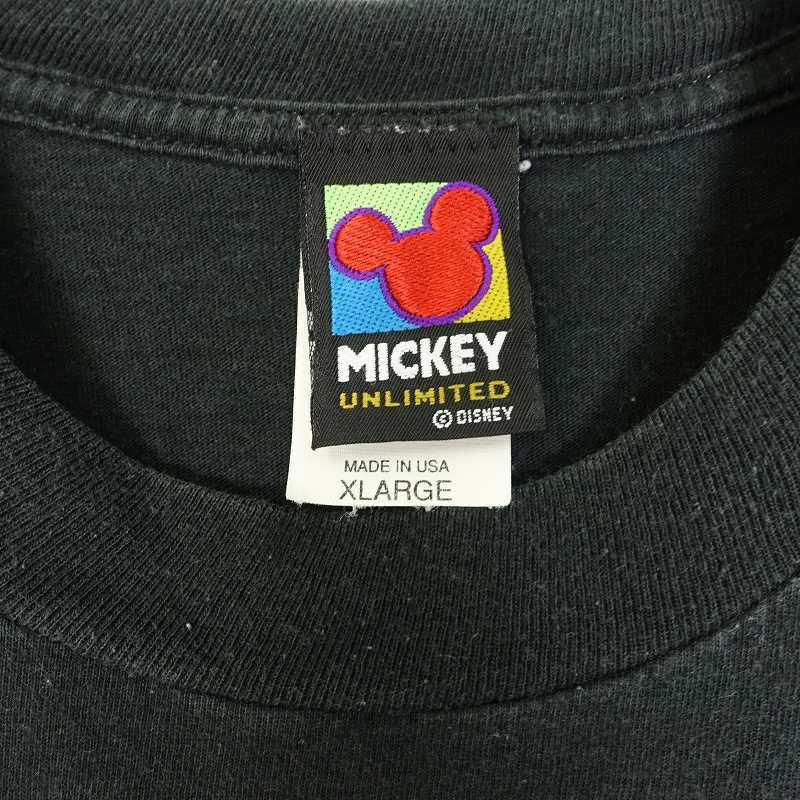 MICKEY
UNLIMITED
© DISNEY
MADE IN USA
XLARGE